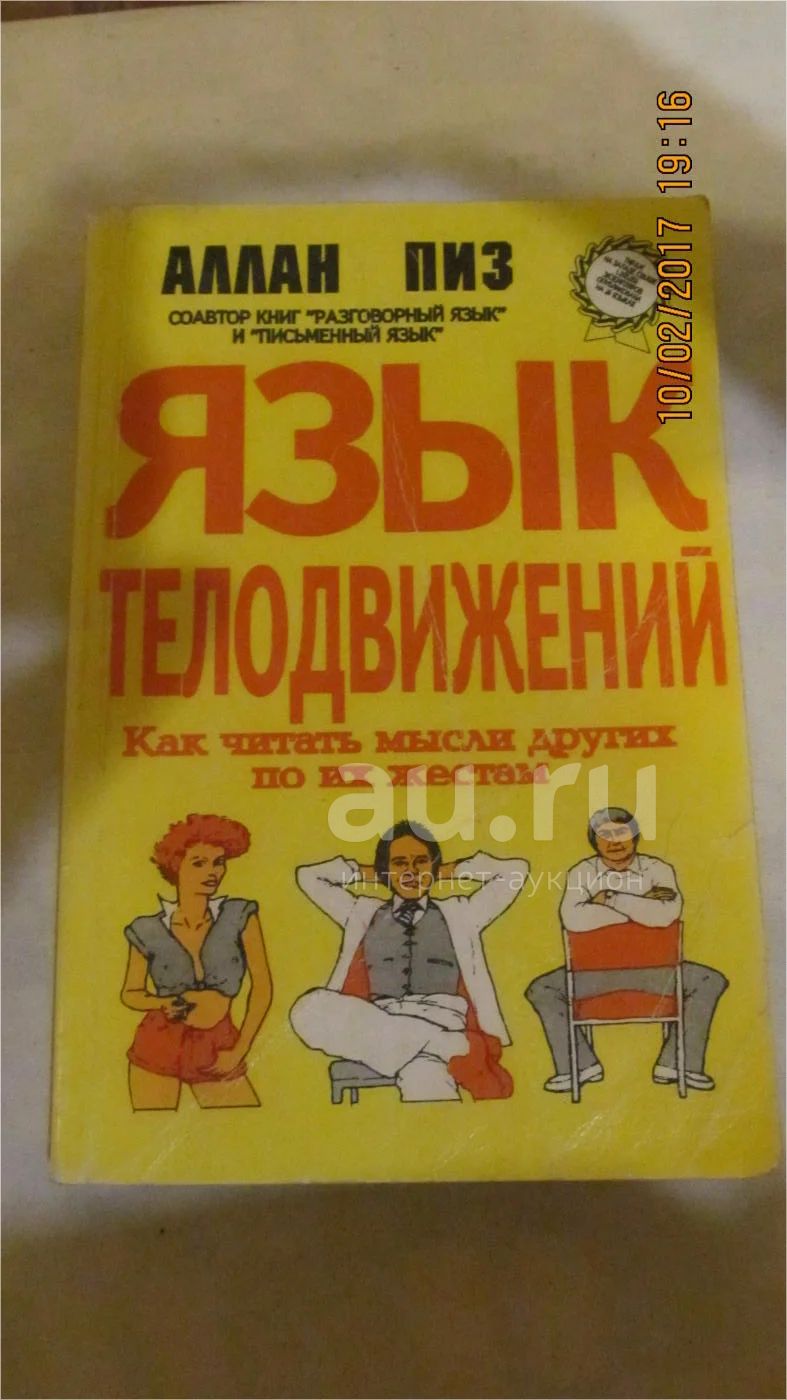 АЛЛАН ПИЗ
СОАВТОР КНИГ "РАЗГОВОРНЫЙ ЯЗЫК"
И "ПИСЬМЕННЫЙ ЯЗЫК"
ЯЗЫК
ТЕЛОДВИЖЕНИЙ
Как читать мысли других
по их жестам
au.ru
интернет-аукцион
10/02/2017 19:16